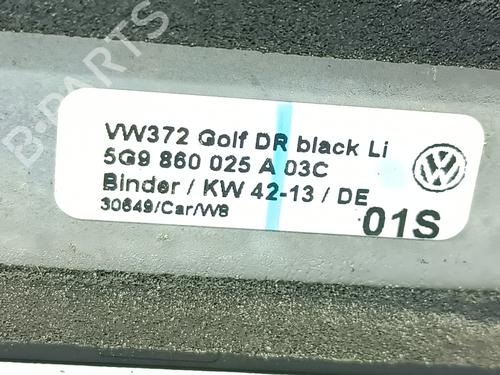 B-PARTS
VW372 Golf DR black Li
5G9 860 025 A 03C
Binder / KW 42-13 / DE
30649/Car/W8
01S